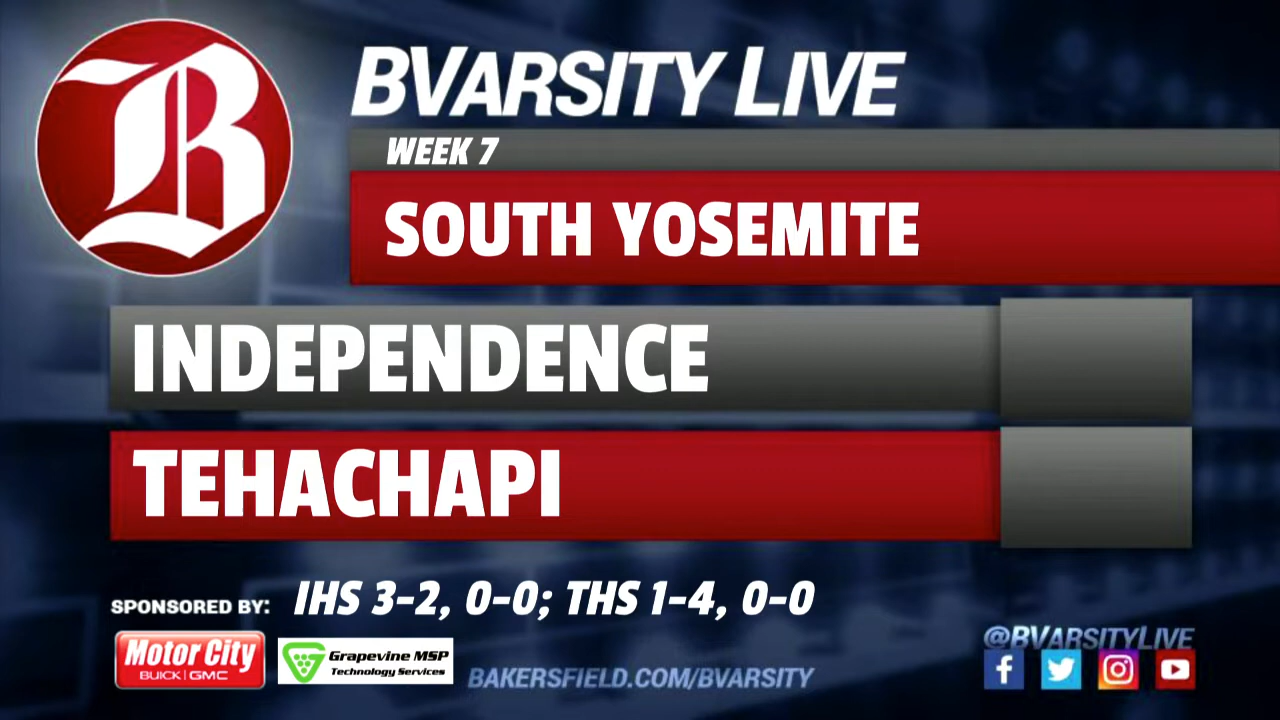 B
BVARSITY LIVE
WEEK 7
SOUTH YOSEMITE
INDEPENDENCE
TEHACHAPI
SPONSORED BY: IHS 3-2, 0-0; THS 1-4, 0-0
Motor City
BUICK | GMC
Grapevine MSP
Technology Services
BAKERSFIELD.COM/BVARSITY
@BVARSITYLIVE